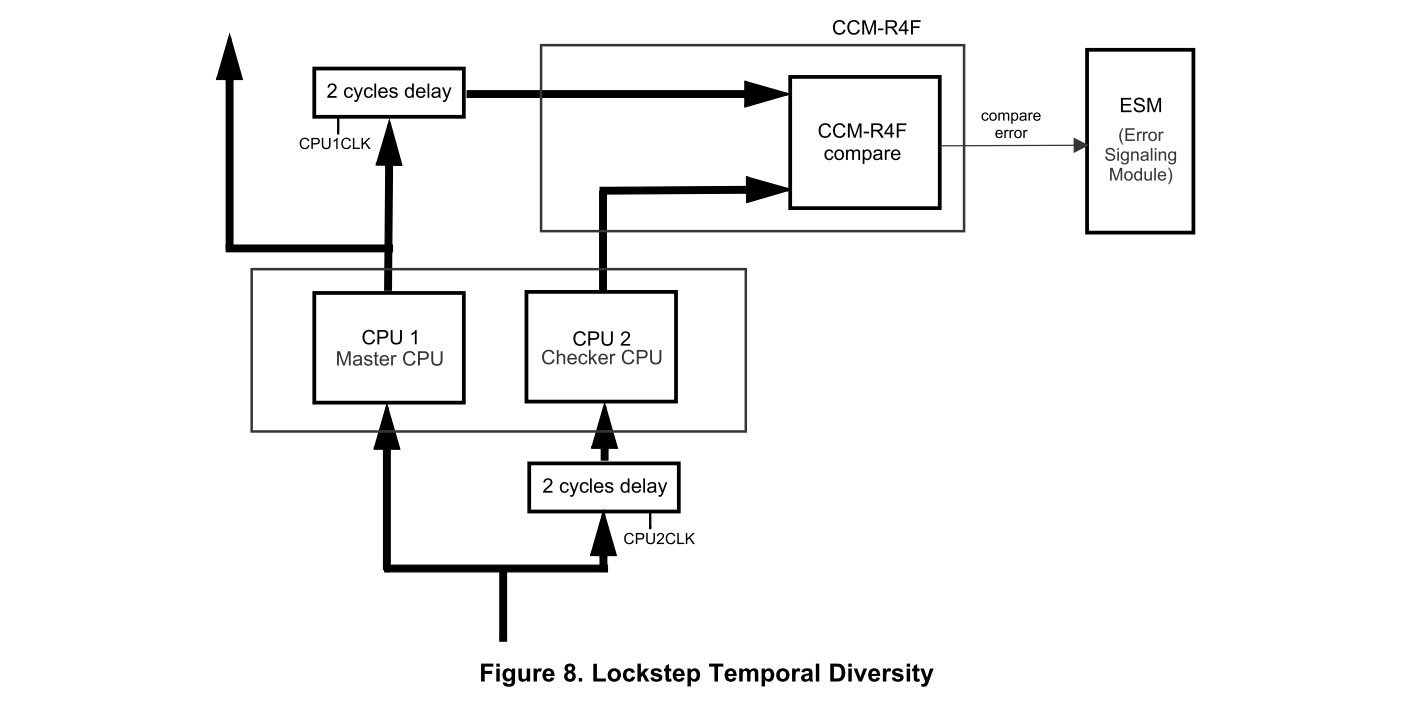 CCM-R4F
2 cycles delay
CPU1CLK
CCM-R4F
compare
compare
error
ESM
(Error
Signaling
Module)
CPU 1
Master CPU
CPU 2
Checker CPU
2 cycles delay
CPU2CLK
Figure 8. Lockstep Temporal Diversity